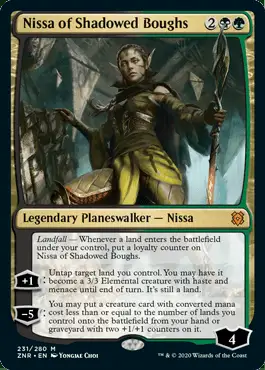 Nissa of Shadowed Boughs 2
Legendary Planeswalker — Nissa
Landfall — Whenever a land enters the battlefield
under your control, put a loyalty counter on
Nissa of Shadowed Boughs.
+1: Untap target land you control. You may have it
become a 3/3 Elemental creature with haste and
menace until end of turn. It's still a land.
−5: You may put a creature card with converted mana
cost less than or equal to the number of lands you
control onto the battlefield from your hand or
graveyard with two +1/+1 counters on it.
4
231/280 M
ZNR • EN YONGJAE CHOI
™ & © 2020 Wizards of the Coast